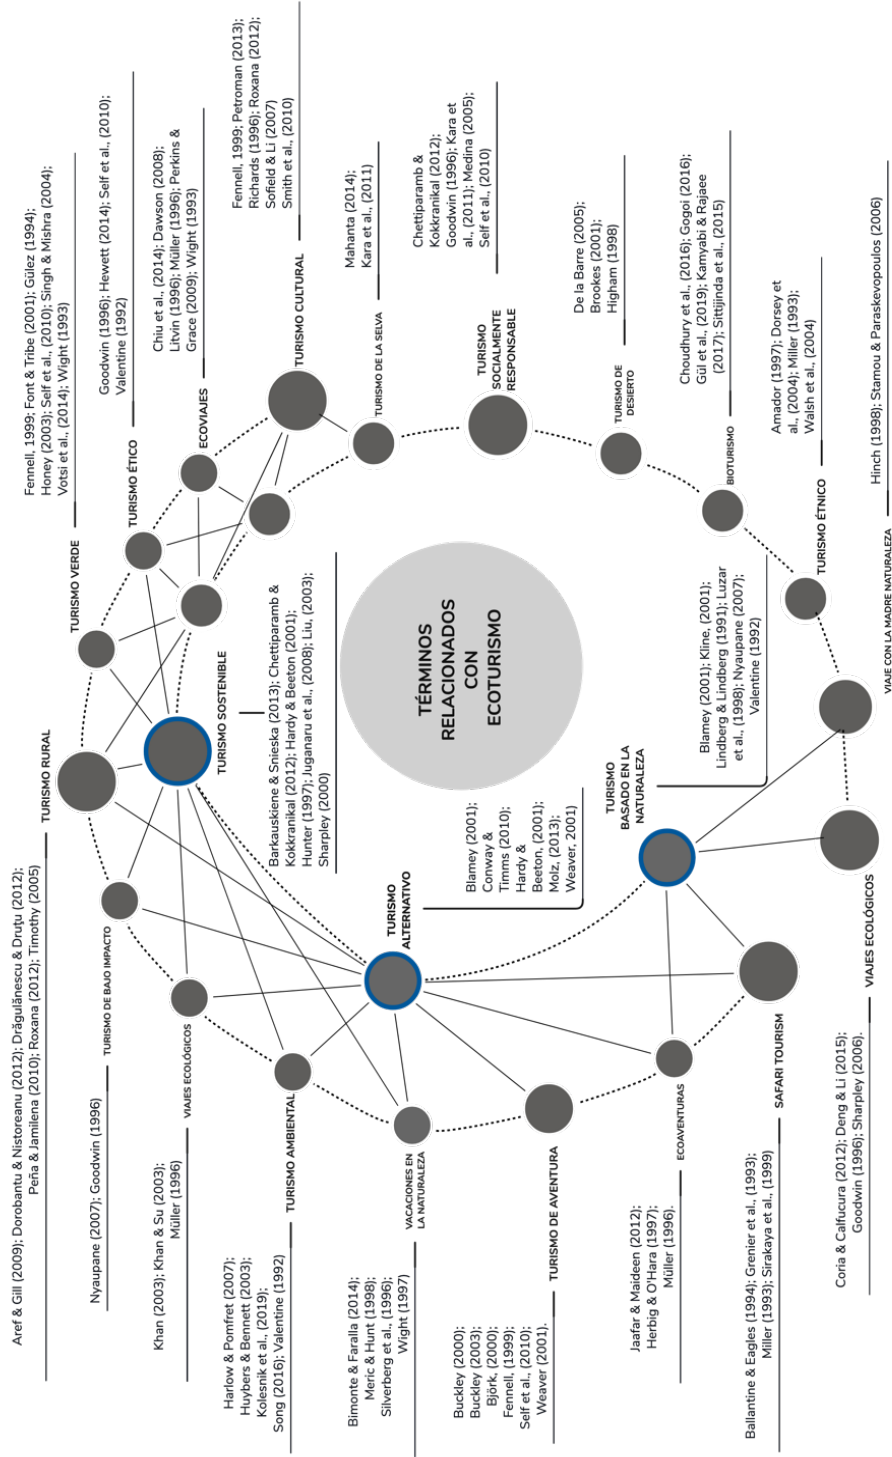 TÉRMINOS
RELACIONADOS
CON
ECOTURISMO
Aref & Gill (2009); Dorobantu & Nistoreanu (2012); Drăgulănescu & Druţu (2012);
Peña & Jamilena (2010); Roxana (2012); Timothy (2005)
TURISMO RURAL
Fennell, 1999; Font & Tribe (2001); Gülez (1994);
Honey (2003); Self et al., (2010); Singh & Mishra (2004);
Votsi et al., (2014); Wight (1993)
TURISMO VERDE
Goodwin (1996); Hewett (2014); Self et al., (2010);
Valentine (1992)
TURISMO ÉTICO
Chiu et al., (2014); Dawson (2008);
Litvin (1996); Müller (1996); Perkins &
Grace (2009); Wight (1993)
ECOVIAJES
Fennell, 1999; Petroman (2013);
Richards (1996); Roxana (2012);
Sofield & Li (2007)
Smith et al., (2010)
TURISMO CULTURAL
Mahanta (2014);
Kara et al., (2011)
TURISMO DE LA SELVA
Chettiparamb &
Kokkranikal (2012);
Goodwin (1996); Kara et
al., (2011); Medina (2005);
Self et al., (2010)
TURISMO
SOCIALMENTE
RESPONSABLE
De la Barre (2005);
Brookes (2001);
Higham (1998)
TURISMO DE
DESIERTO
Choudhury et al., (2016); Gogoi (2016);
Gül et al., (2019); Kamyabi & Rajaee
(2017); Sittijinda et al., (2015)
BIOTURISMO
Amador (1997); Dorsey et
al., (2004); Miller (1993);
Walsh et al., (2004)
TURISMO ÉTNICO
Hinch (1998); Stamou & Paraskevopoulos (2006)
VIAJE CON LA MADRE NATURALEZA
VIAJES ECOLÓGICOS
Coria & Calfucura (2012); Deng & Li (2015);
Goodwin (1996); Sharpley (2006).
SAFARI TOURISM
Ballantine & Eagles (1994); Grenier et al., (1993);
Miller (1993); Sirakaya et al., (1999)
ECOAVENTURAS
Jaafar & Maideen (2012);
Herbig & O'Hara (1997);
Müller (1996).
TURISMO DE AVENTURA
Buckley (2000);
Buckley (2003);
Björk, (2000);
Fennell, (1999);
Self et al., (2010);
Weaver (2001).
VACACIONES EN
LA NATURALEZA
Bimonte & Faralla (2014);
Meric & Hunt (1998);
Silverberg et al., (1996);
Wight (1997)
TURISMO AMBIENTAL
Harlow & Pomfret (2007);
Huybers & Bennett (2003);
Kolesnik et al., (2019);
Song (2016); Valentine (1992)
VIAJES ECOLÓGICOS
Khan (2003); Khan & Su (2003);
Müller (1996)
TURISMO DE BAJO IMPACTO
Nyaupane (2007); Goodwin (1996)
TURISMO SOSTENIBLE
Barkauskiene & Snieska (2013); Chettiparamb &
Kokkranikal (2012); Hardy & Beeton (2001);
Hunter (1997); Juganaru et al., (2008); Liu, (2003);
Sharpley (2000)
TURISMO
ALTERNATIVO
Blamey (2001);
Conway &
Timms (2010);
Hardy &
Beeton, (2001);
Molz, (2013);
Weaver, 2001)
TURISMO
BASADO EN LA
NATURALEZA
Blamey (2001); Kline, (2001);
Lindberg & Lindberg (1991); Luzar
et al., (1998); Nyaupane (2007);
Valentine (1992)